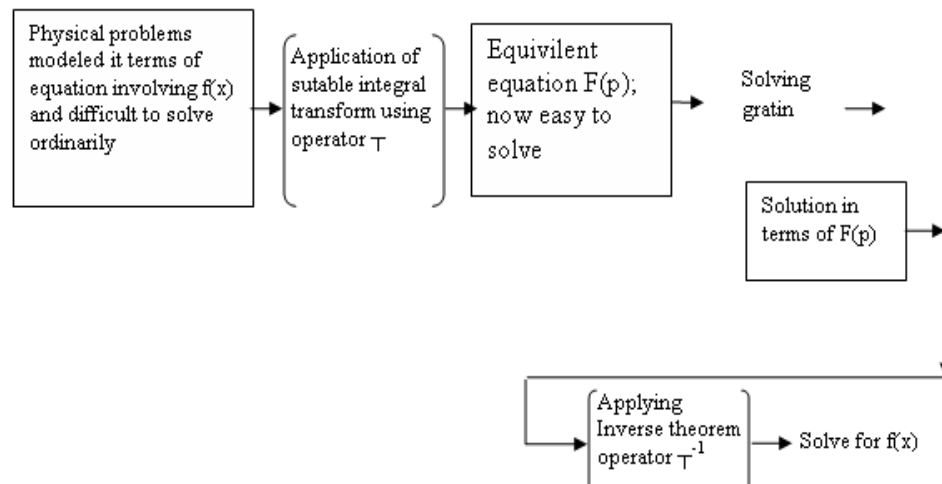 Physical problems
modeled it terms of
equation involving f(x)
and difficult to solve
ordinarily
Application of
sutable integral
transform using
operator T
Equivilent
equation F(p);
now easy to
solve
Solving
gratin
Solution in
terms of F(p)
Applying
Inverse theorem
operator T⁻¹
Solve for f(x)